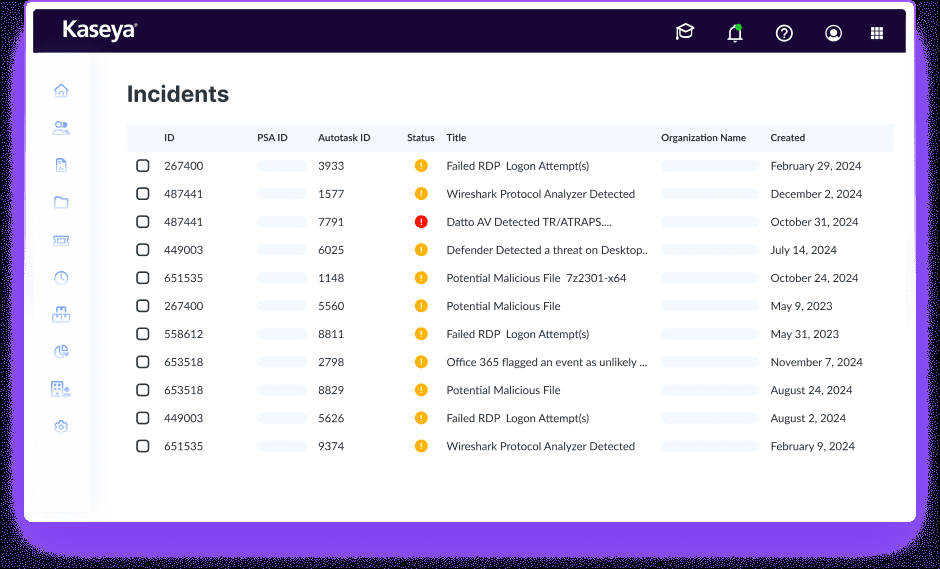 Kaseya
Incidents
ID PSA ID Autotask ID Status Title Organization Name Created
267400 3933 Failed RDP Logon Attempt(s) February 29, 2024
487441 1577 Wireshark Protocol Analyzer Detected December 2, 2024
487441 7791 Datto AV Detected TR/ATRAPS.... October 31, 2024
449003 6025 Defender Detected a threat on Desktop.. July 14, 2024
651535 1148 Potential Malicious File 7z2301-x64 October 24, 2024
267400 5560 Potential Malicious File May 9, 2023
558612 8811 Failed RDP Logon Attempt(s) May 31, 2023
653518 2798 Office 365 flagged an event as unlikely ... November 7, 2024
653518 8829 Potential Malicious File August 24, 2024
449003 5626 Failed RDP Logon Attempt(s) August 2, 2024
651535 9374 Wireshark Protocol Analyzer Detected February 9, 2024